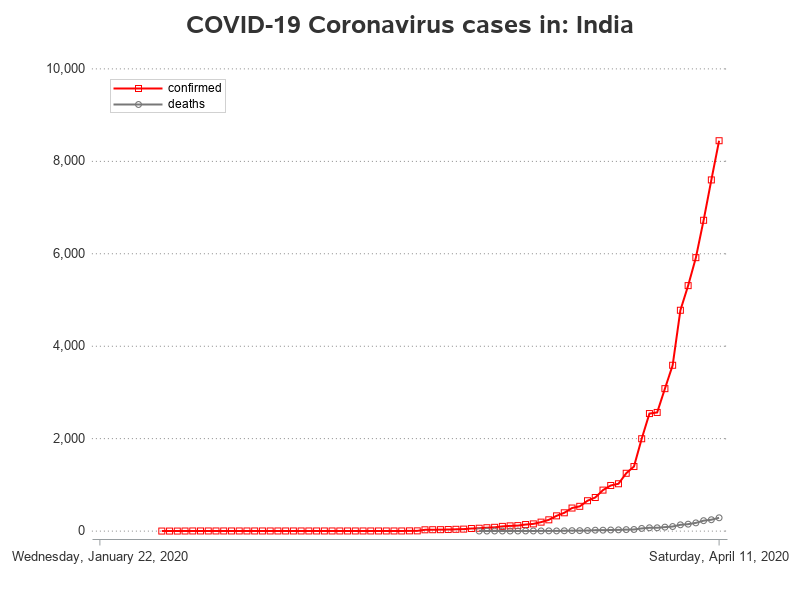 COVID-19 Coronavirus cases in: India
10,000
confirmed
deaths
8,000
6,000
4,000
2,000
0
Wednesday, January 22, 2020
Saturday, April 11, 2020